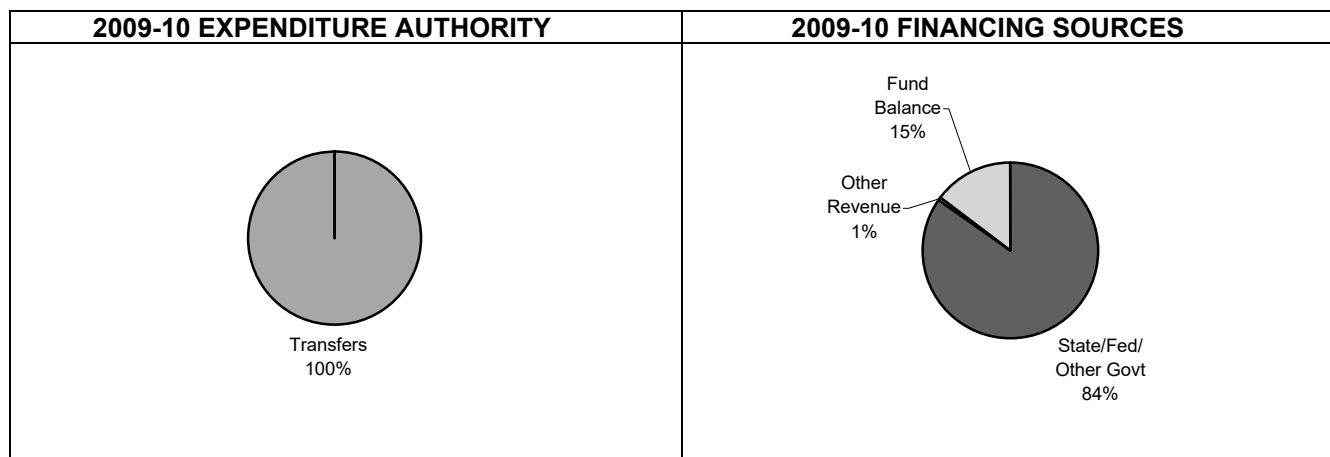 2009-10 EXPENDITURE AUTHORITY
2009-10 FINANCING SOURCES
Transfers
100%
Fund
Balance
15%
Other
Revenue
1%
State/Fed/
Other Govt
84%